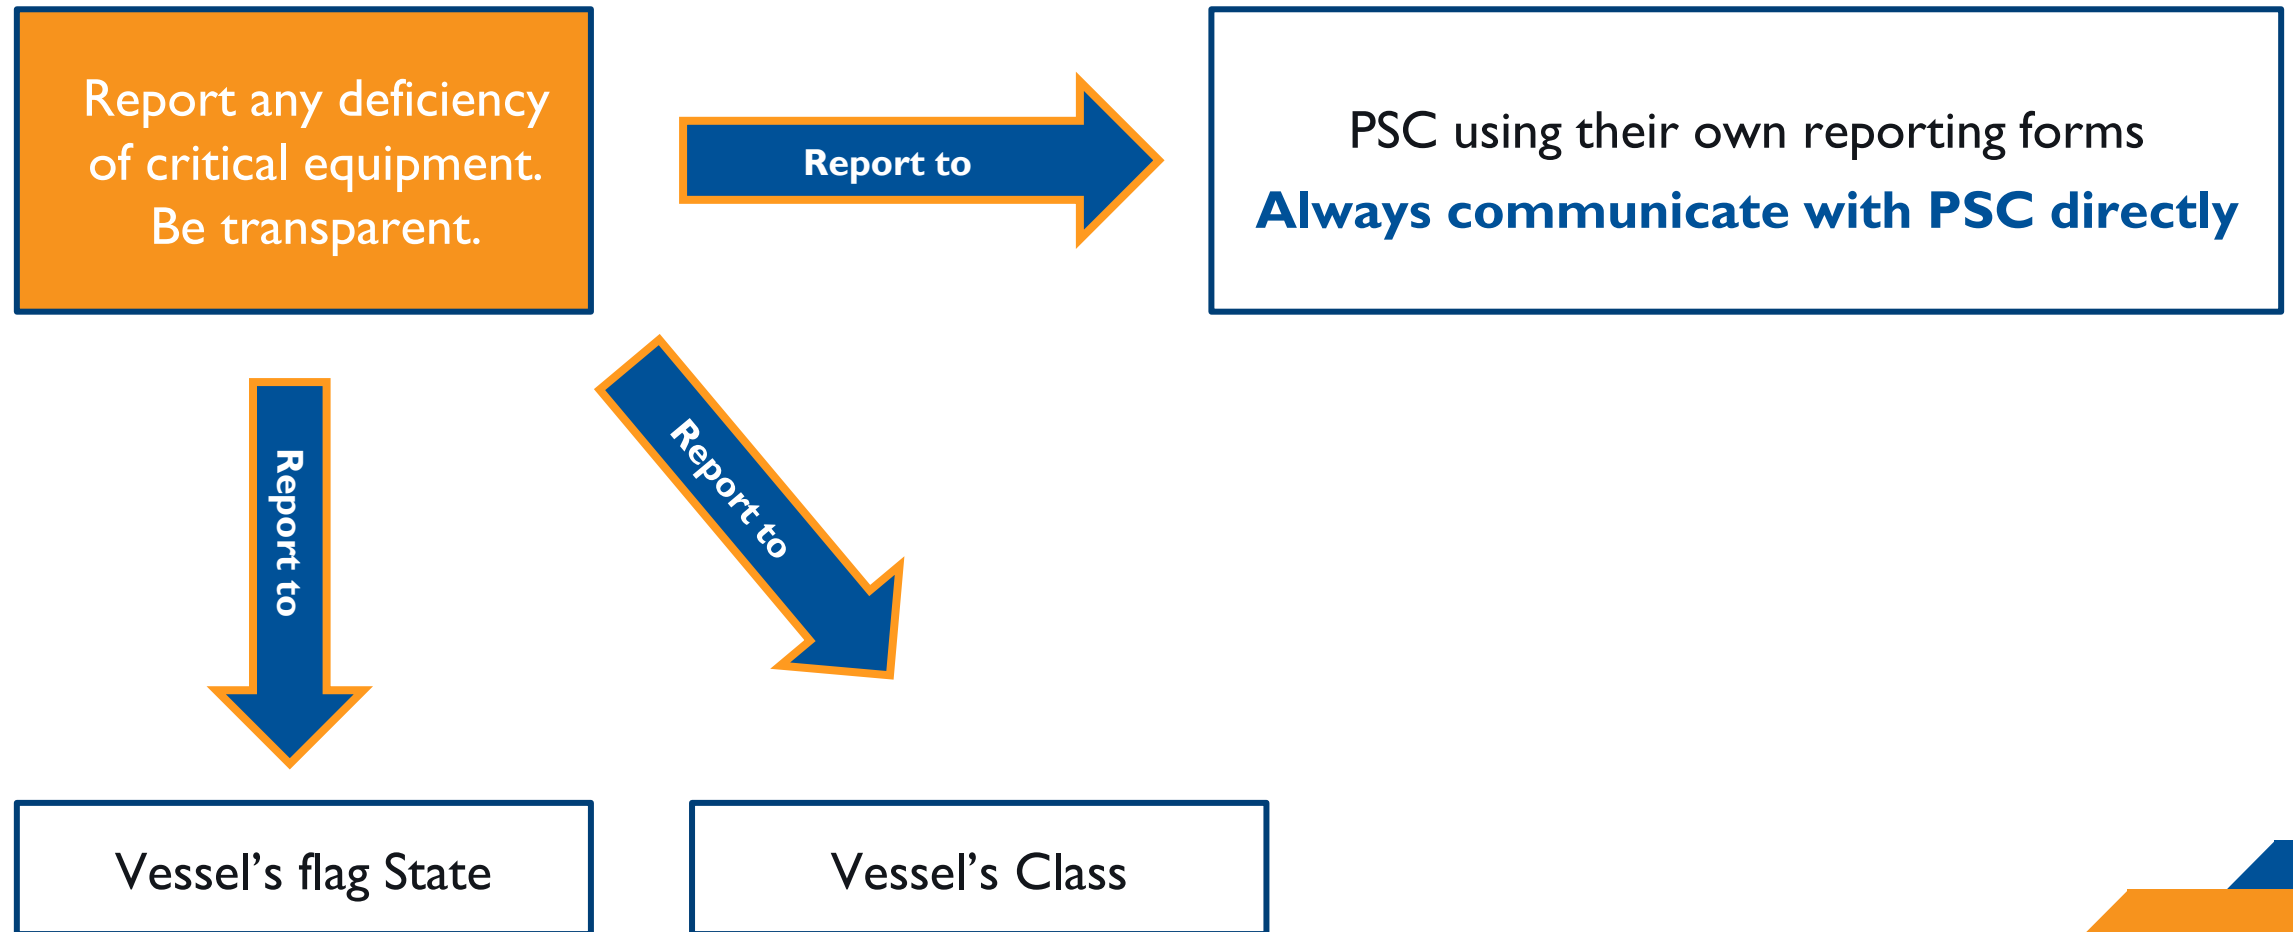 Report any deficiency
of critical equipment.
Be transparent.
Report to
PSC using their own reporting forms
Always communicate with PSC directly
Report to
Report to
Vessel’s flag State
Vessel’s Class